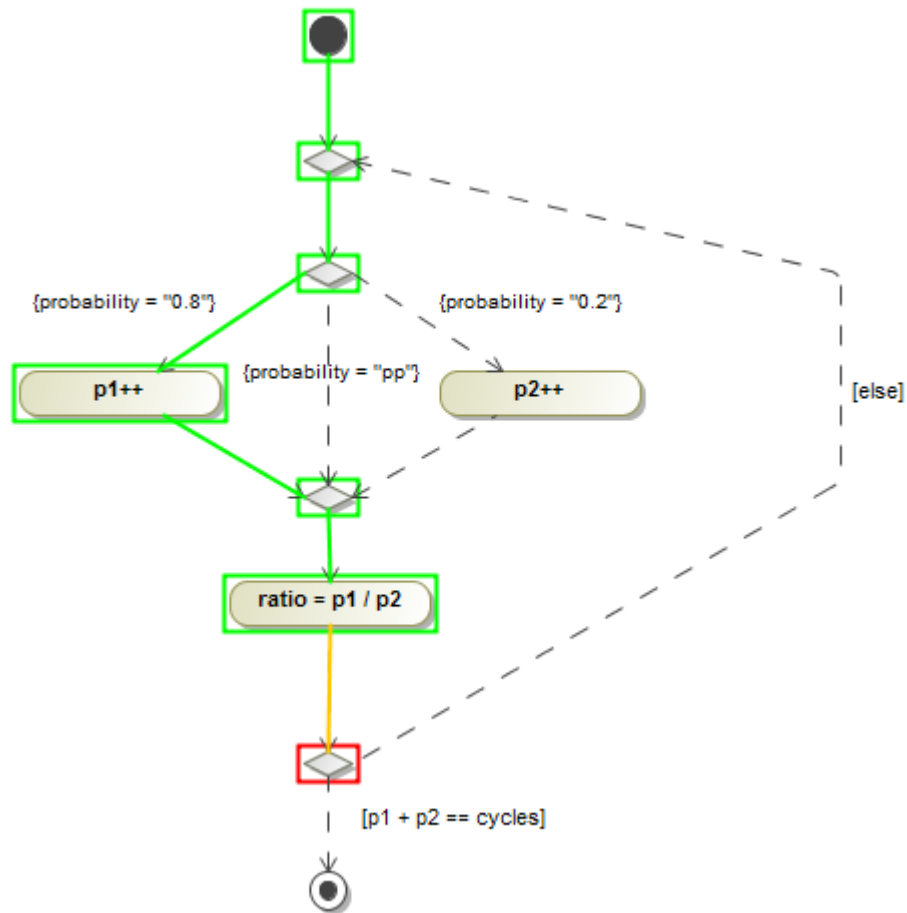 {probability = "0.8"}
{probability = "0.2"}
{probability = "pp"}
p1++
p2++
[else]
ratio = p1 / p2
[p1 + p2 == cycles]